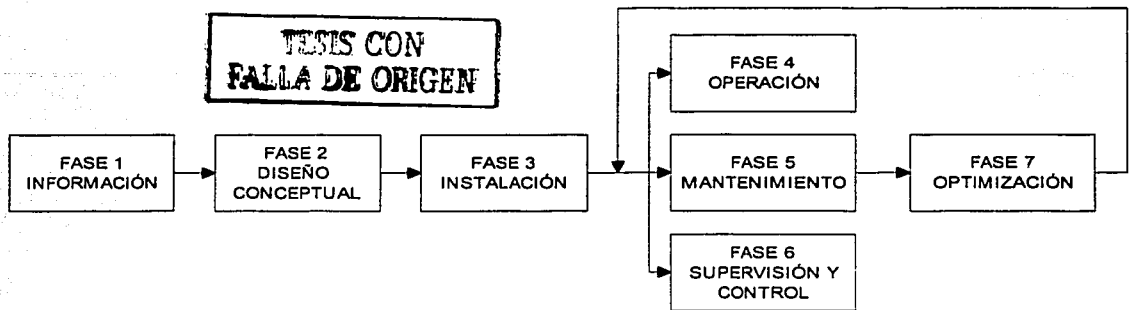 TESIS CON
FALLA DE ORIGEN
FASE 1
INFORMACIÓN
FASE 2
DISEÑO
CONCEPTUAL
FASE 3
INSTALACIÓN
FASE 4
OPERACIÓN
FASE 5
MANTENIMIENTO
FASE 6
SUPERVISIÓN Y
CONTROL
FASE 7
OPTIMIZACIÓN